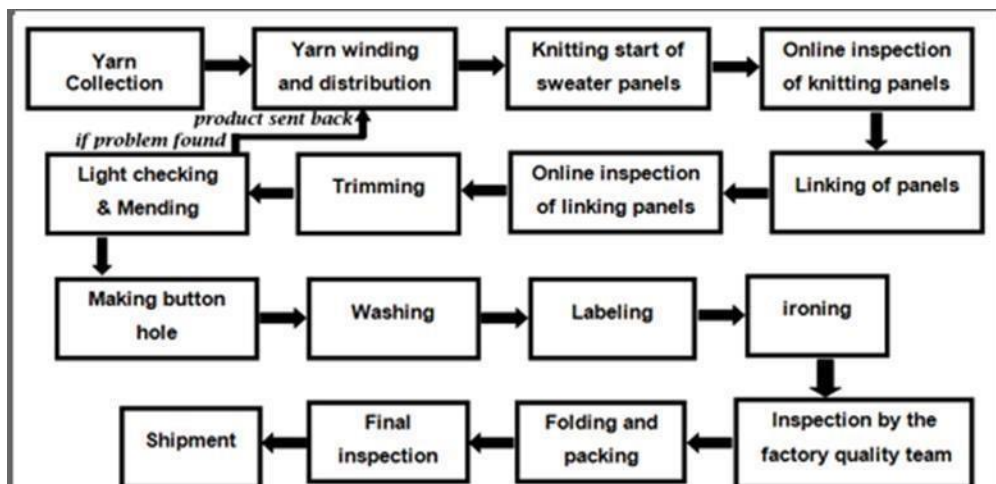 Yarn
Collection
Yarn winding
and distribution
Knitting start of
sweater panels
Online inspection
of knitting panels
product sent back
if problem found
Linking of panels
Online inspection
of linking panels
Trimming
Light checking
& Mending
Making button
hole
Washing
Labeling
ironing
Inspection by the
factory quality team
Folding and
packing
Final
inspection
Shipment